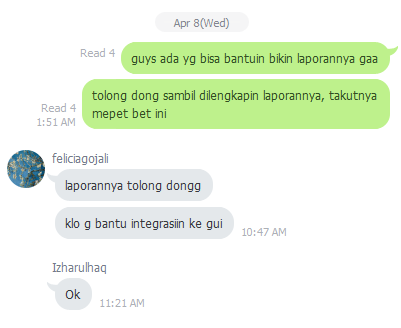 Apr 8(Wed)
Read 4
guys ada yg bisa bantuin bikin laporannya gaa
tolong dong sambil dilengkapin laporannya, takutnya
mepet bet ini
Read 4
1:51 AM
feliciagojali
laporannya tolong dongg
klo g bantu integrasiin ke gui
10:47 AM
Izharulhaq
Ok
11:21 AM